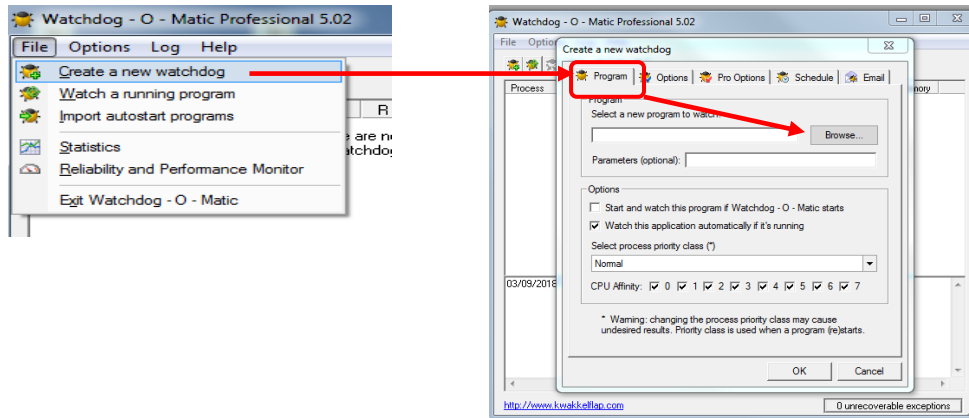 Watchdog - O - Matic Professional 5.02
File Options Log Help
Create a new watchdog
Watch a running program
Import autostart programs
Statistics
Reliability and Performance Monitor
Exit Watchdog - O - Matic
R
are
Watchdog - O - Matic Professional 5.02
File
Create a new watchdog
Program Options Pro Options Schedule Email
Process
Program
Select a new program to watch:
Browse...
Parameters (optional):
Options
Start and watch this program if Watchdog - O - Matic starts
Watch this application automatically if it's running
Select process priority class (*)
Normal
03/09/2018
CPU Affinity: 0 1 2 3 4 5 6 7
* Warning: changing the process priority class may cause
undesired results. Priority class is used when a program (re)starts.
OK Cancel
http://www.kwakkelflap.com
0 unrecoverable exceptions